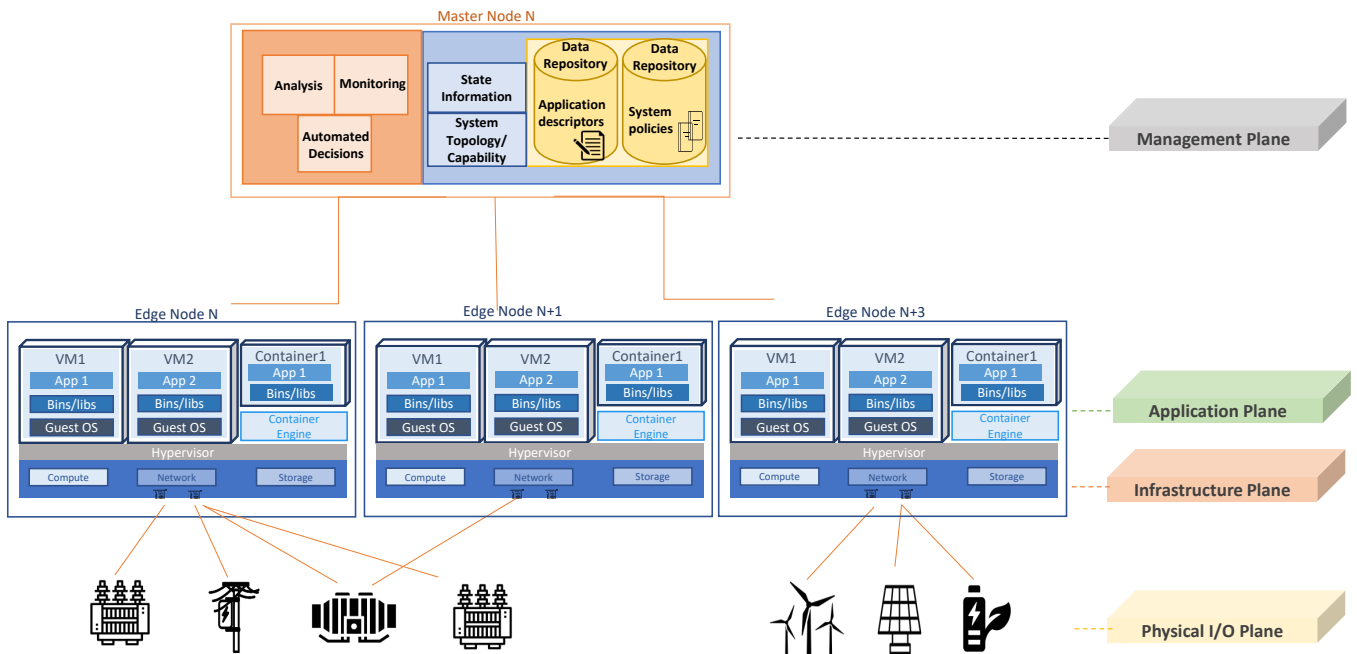 Master Node N
Analysis
Monitoring
Automated
Decisions
State
Information
System
Topology/
Capability
Data
Repository
Application
descriptors
Data
Repository
System
policies
Management Plane
Edge Node N
VM1
App 1
Bins/libs
Guest OS
VM2
App 2
Bins/libs
Guest OS
Container1
App 1
Bins/libs
Container
Engine
Hypervisor
Compute
Network
Storage
Edge Node N+1
VM1
App 1
Bins/libs
Guest OS
VM2
App 2
Bins/libs
Guest OS
Container1
App 1
Bins/libs
Container
Engine
Hypervisor
Compute
Network
Storage
Edge Node N+3
VM1
App 1
Bins/libs
Guest OS
VM2
App 2
Bins/libs
Guest OS
Container1
App 1
Bins/libs
Container
Engine
Hypervisor
Compute
Network
Storage
Application Plane
Infrastructure Plane
Physical I/O Plane